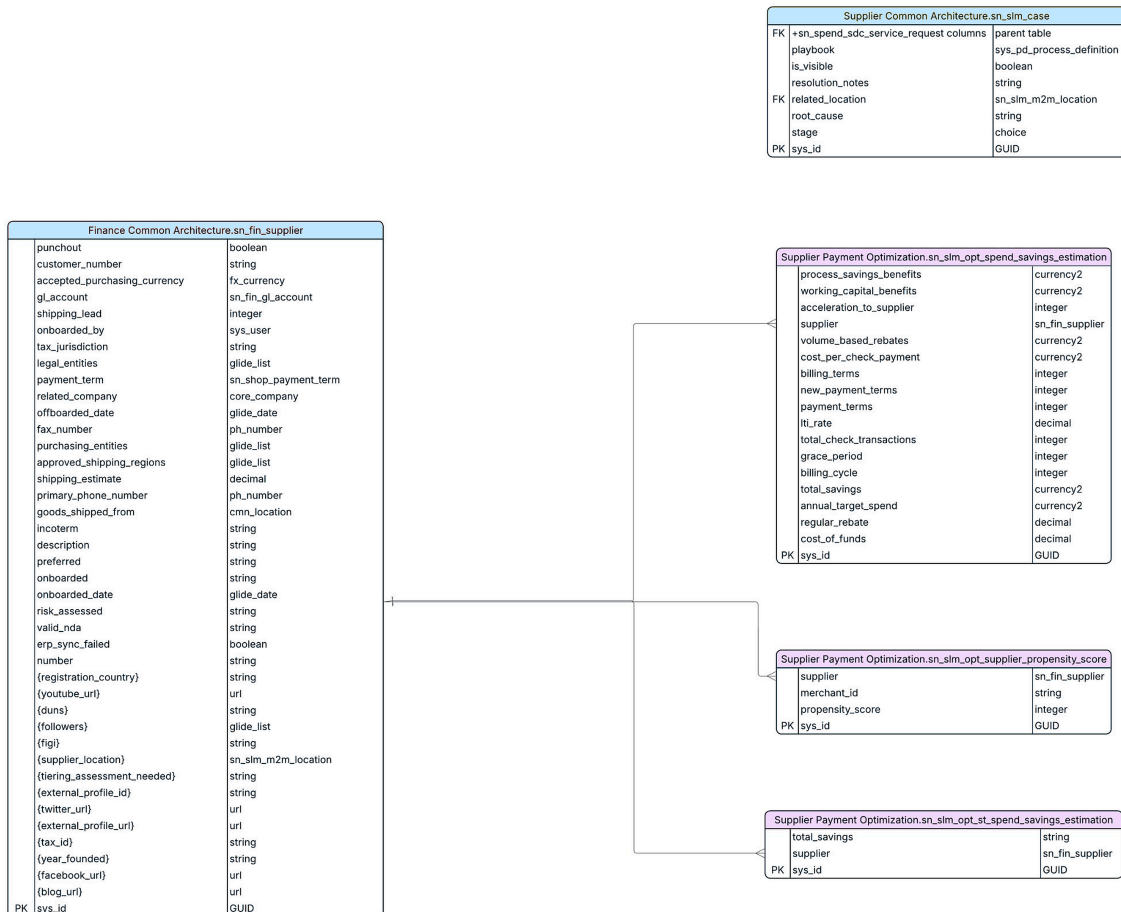 Supplier Common Architecture.sn_slm_case
FK +sn_spend_sdc_service_request columns parent table
playbook sys_pd_process_definition
is_visible boolean
resolution_notes string
FK related_location sn_slm_m2m_location
root_cause string
stage choice
PK sys_id GUID
Finance Common Architecture.sn_fin_supplier
punchout boolean
customer_number string
accepted_purchasing_currency fx_currency
gl_account sn_fin_gl_account
shipping_lead integer
onboarded_by sys_user
tax_jurisdiction string
legal_entities glide_list
payment_term sn_shop_payment_term
related_company core_company
offboarded_date glide_date
fax_number ph_number
purchasing_entities glide_list
approved_shipping_regions glide_list
shipping_estimate decimal
primary_phone_number ph_number
goods_shipped_from cmn_location
incoterm string
description string
preferred string
onboarded string
onboarded_date glide_date
risk_assessed string
valid_nda string
erp_sync_failed boolean
number string
{registration_country} string
{youtube_url} url
{duns} string
{followers} glide_list
{figi} string
{supplier_location} sn_slm_m2m_location
{tiering_assessment_needed} string
{external_profile_id} string
{twitter_url} url
{external_profile_url} url
{tax_id} string
{year_founded} string
{facebook_url} url
{blog_url} url
PK sys_id GUID
Supplier Payment Optimization.sn_slm_opt_spend_savings_estimation
process_savings_benefits currency2
working_capital_benefits currency2
acceleration_to_supplier integer
supplier sn_fin_supplier
volume_based_rebates currency2
cost_per_check_payment currency2
billing_terms integer
new_payment_terms integer
payment_terms integer
lti_rate decimal
total_check_transactions integer
grace_period integer
billing_cycle integer
total_savings currency2
annual_target_spend currency2
regular_rebate decimal
cost_of_funds decimal
PK sys_id GUID
Supplier Payment Optimization.sn_slm_opt_supplier_propensity_score
supplier sn_fin_supplier
merchant_id string
propensity_score integer
PK sys_id GUID
Supplier Payment Optimization.sn_slm_opt_st_spend_savings_estimation
total_savings string
supplier sn_fin_supplier
PK sys_id GUID